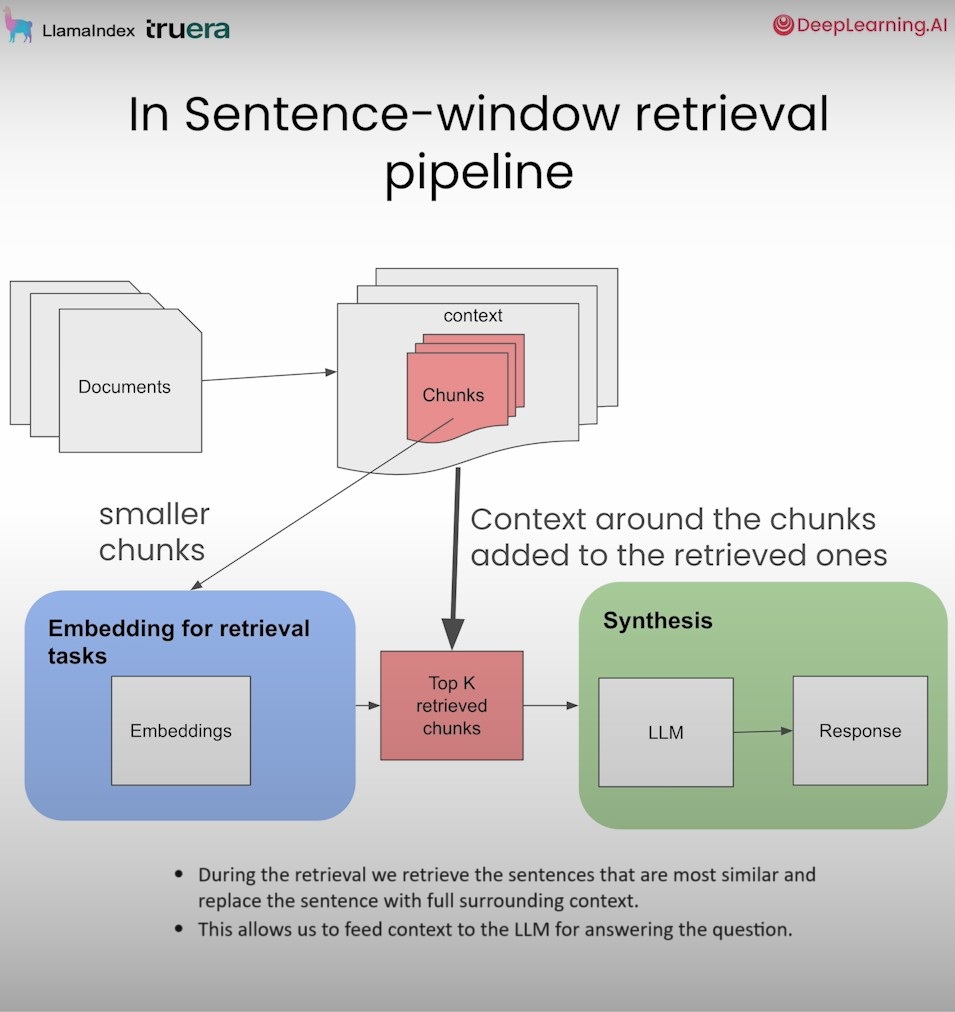 LlamaIndex truera
DeepLearning.AI
In Sentence-window retrieval
pipeline
context
Chunks
Documents
smaller
chunks
Context around the chunks
added to the retrieved ones
Embedding for retrieval
tasks
Embeddings
Top K
retrieved
chunks
Synthesis
LLM
Response
• During the retrieval we retrieve the sentences that are most similar and
replace the sentence with full surrounding context.
• This allows us to feed context to the LLM for answering the question.